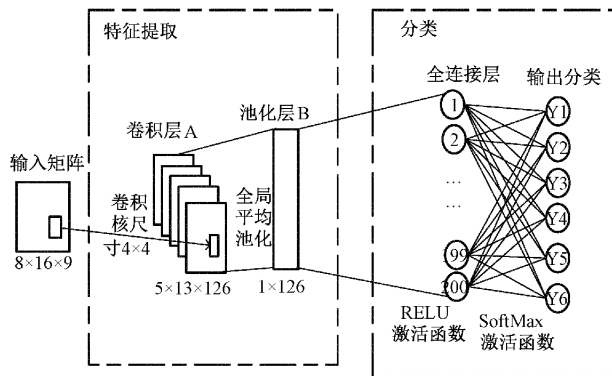 特征提取
分类
输入矩阵
8×16×9
卷积层A
卷积
核尺
寸4×4
5×13×126
池化层B
全局
平均
池化
1×126
全连接层
1
2
...
...
199
200
RELU
激活函数
输出分类
Y1
Y2
Y3
Y4
Y5
Y6
SoftMax
激活函数